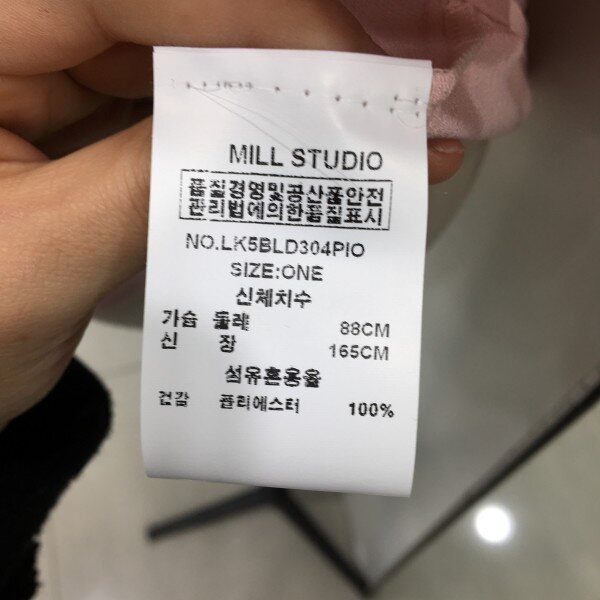 MILL STUDIO
품질경영및공산품안전
관리법에의한품질표시
NO.LK5BLD304PIO
SIZE:ONE
신체치수
가슴 둘레 88CM
신 장 165CM
섬유혼용율
겉감 폴리에스터 100%